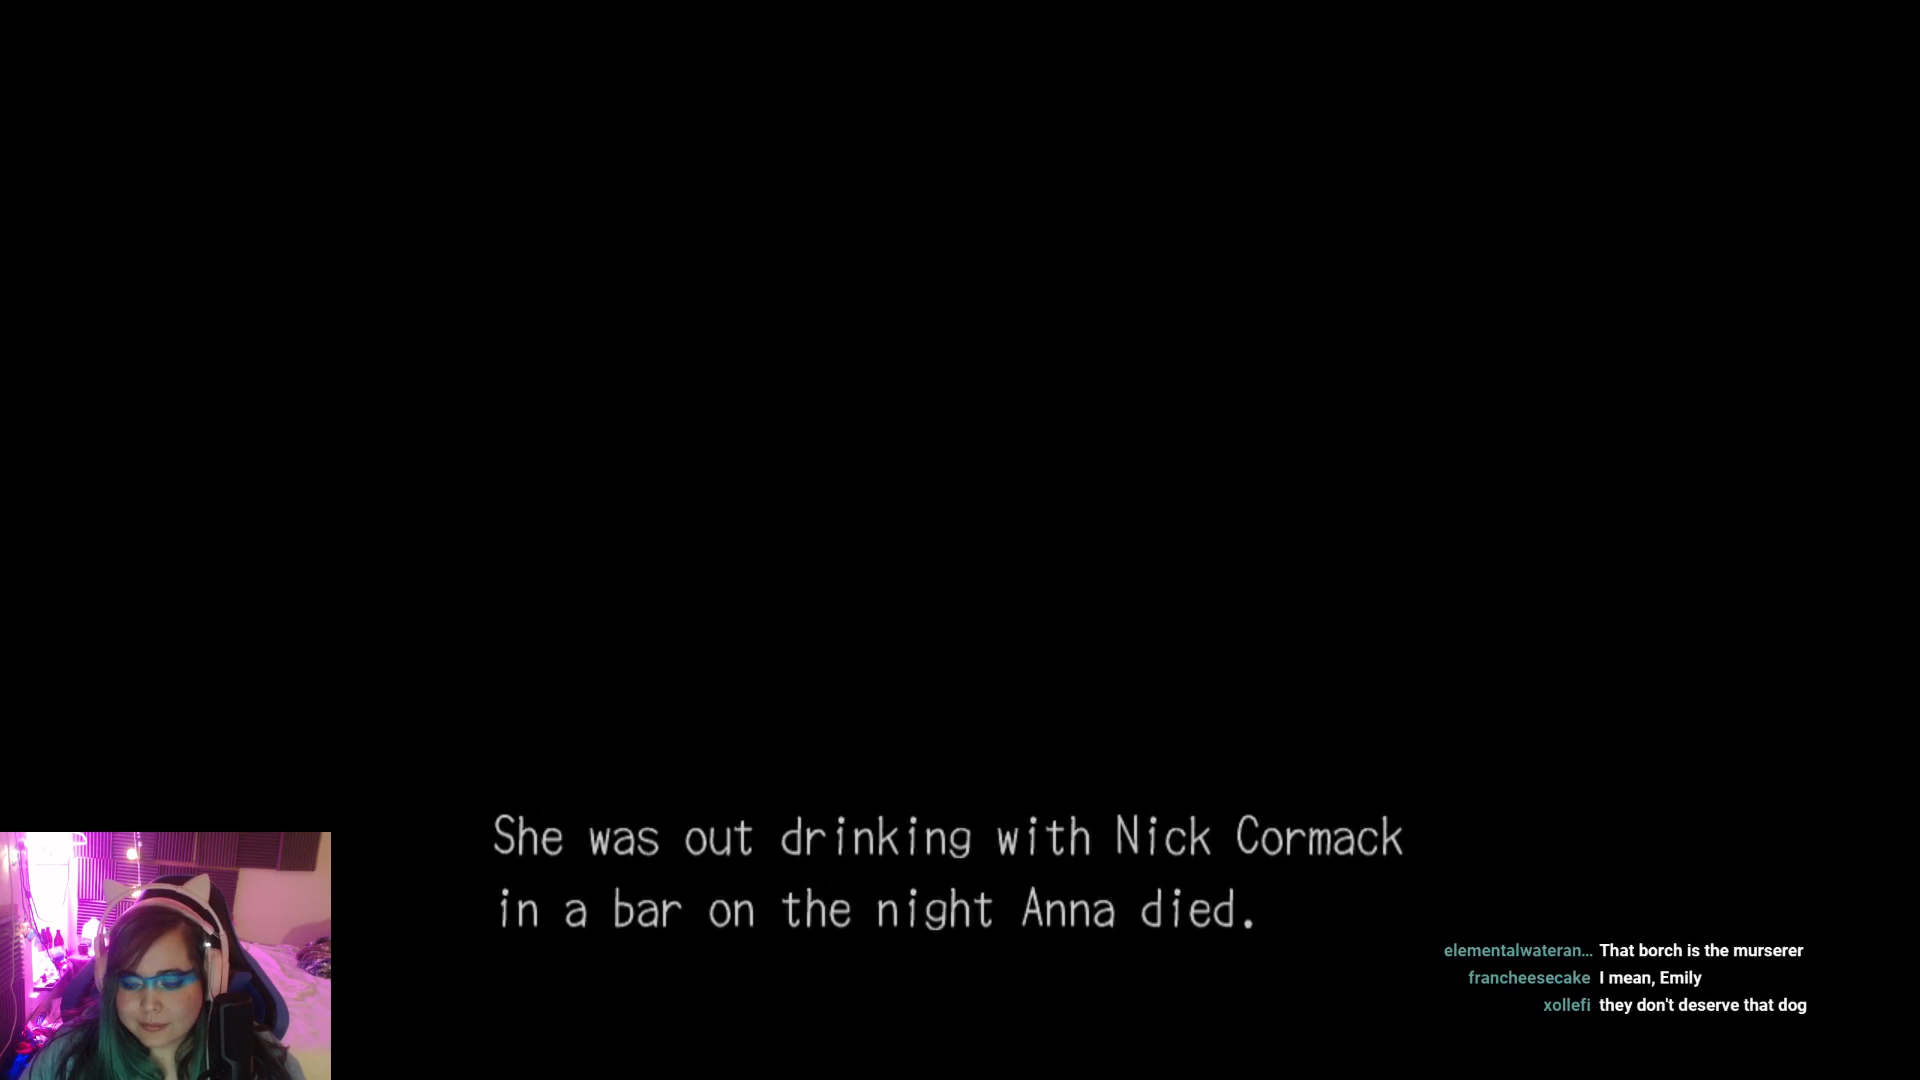 She was out drinking with Nick Cormack
in a bar on the night Anna died.
elementalwateran... That borch is the murserer
francheesecake I mean, Emily
xollefi they don't deserve that dog